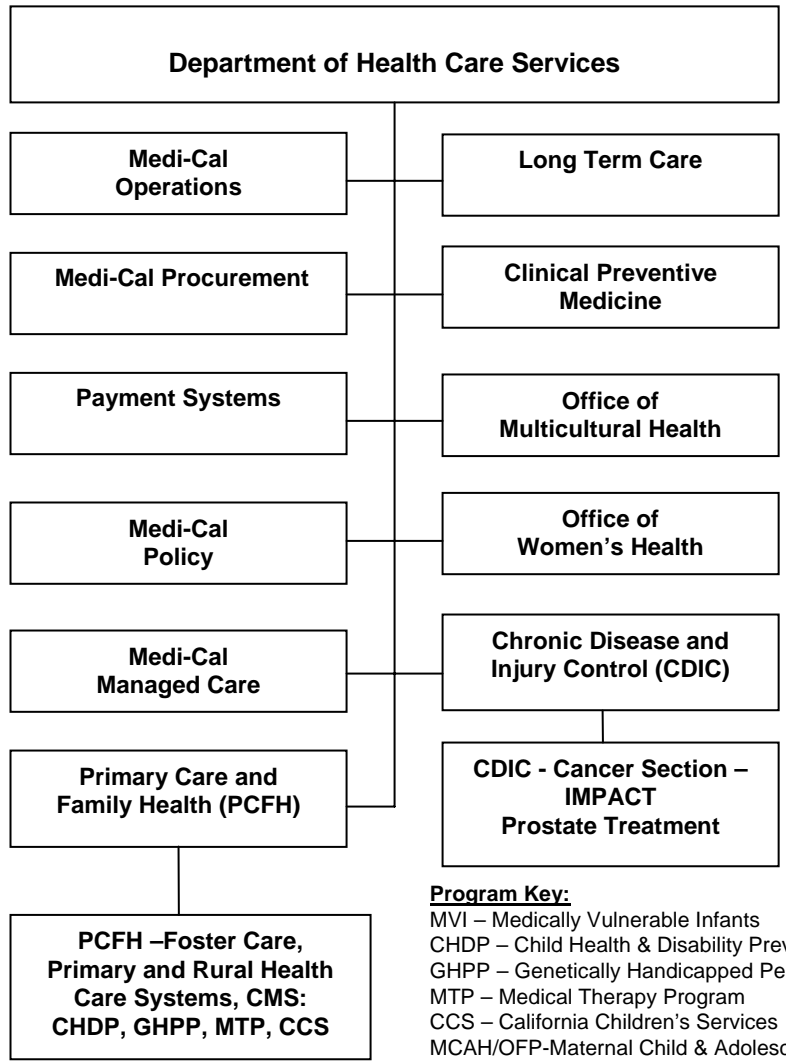 Department of Health Care Services
Medi-Cal
Operations
Long Term Care
Medi-Cal Procurement
Clinical Preventive
Medicine
Payment Systems
Office of
Multicultural Health
Medi-Cal
Policy
Office of
Women's Health
Medi-Cal
Managed Care
Chronic Disease and
Injury Control (CDIC)
Primary Care and
Family Health (PCFH)
CDIC - Cancer Section –
IMPACT
Prostate Treatment
PCFH –Foster Care,
Primary and Rural Health
Care Systems, CMS:
CHDP, GHPP, MTP, CCS
Program Key:
MVI – Medically Vulnerable Infants
CHDP – Child Health & Disability
GHPP – Genetically Handicapped
MTP – Medical Therapy Program
CCS – California Children's Services
MCAH/OFP-Maternal Child &